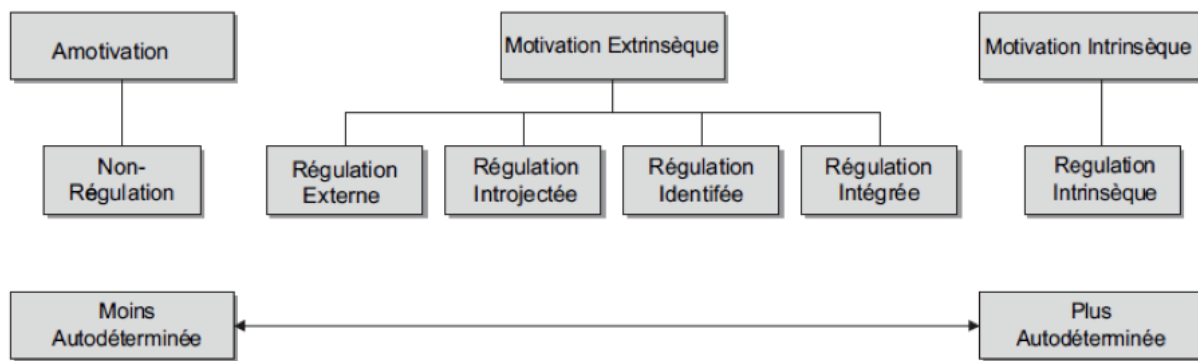 Amotivation
Motivation Extrinsèque
Motivation Intrinsèque
Non-
Régulation
Régulation
Externe
Régulation
Introjectée
Régulation
Identifée
Régulation
Intégrée
Regulation
Intrinsèque
Moins
Autodéterminée
Plus
Autodéterminée